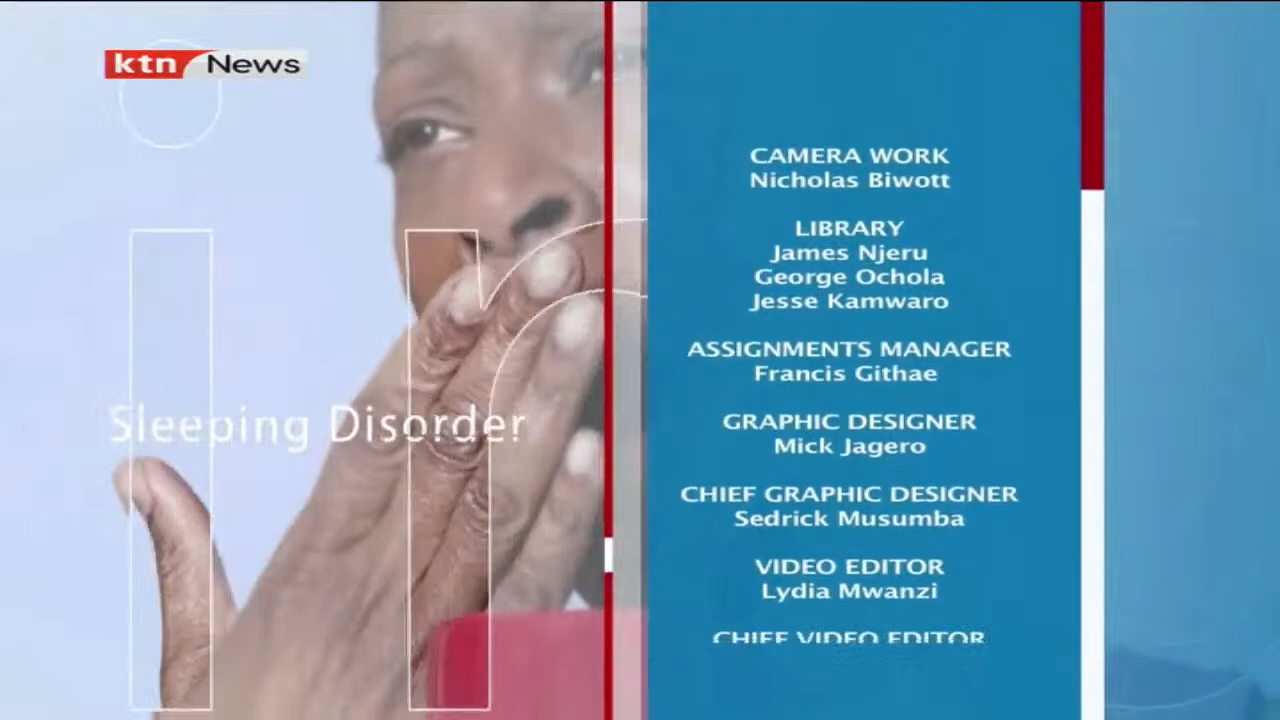 ktn News
Sleeping Disorder
CAMERA WORK
Nicholas Biwott
LIBRARY
James Njeru
George Ochola
Jesse Kamwaro
ASSIGNMENTS MANAGER
Francis Githae
GRAPHIC DESIGNER
Mick Jagero
CHIEF GRAPHIC DESIGNER
Sedrick Musumba
VIDEO EDITOR
Lydia Mwanzi
CHIEF VIDEO EDITOR